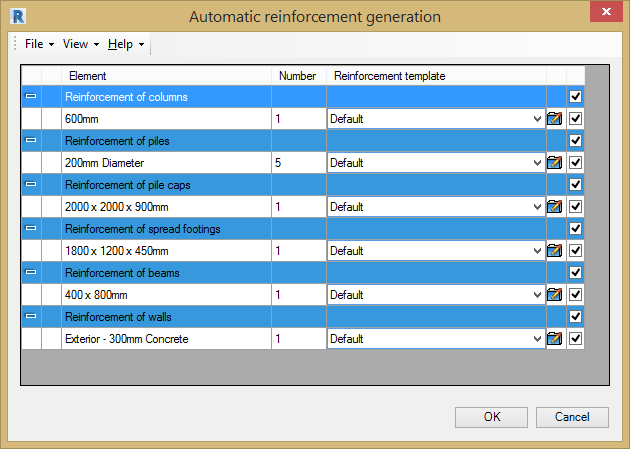 R Automatic reinforcement generation
File View Help
Element Number Reinforcement template
Reinforcement of columns
600mm 1 Default
Reinforcement of piles
200mm Diameter 5 Default
Reinforcement of pile caps
2000 x 2000 x 900mm 1 Default
Reinforcement of spread footings
1800 x 1200 x 450mm 1 Default
Reinforcement of beams
400 x 800mm 1 Default
Reinforcement of walls
Exterior - 300mm Concrete 1 Default
OK Cancel